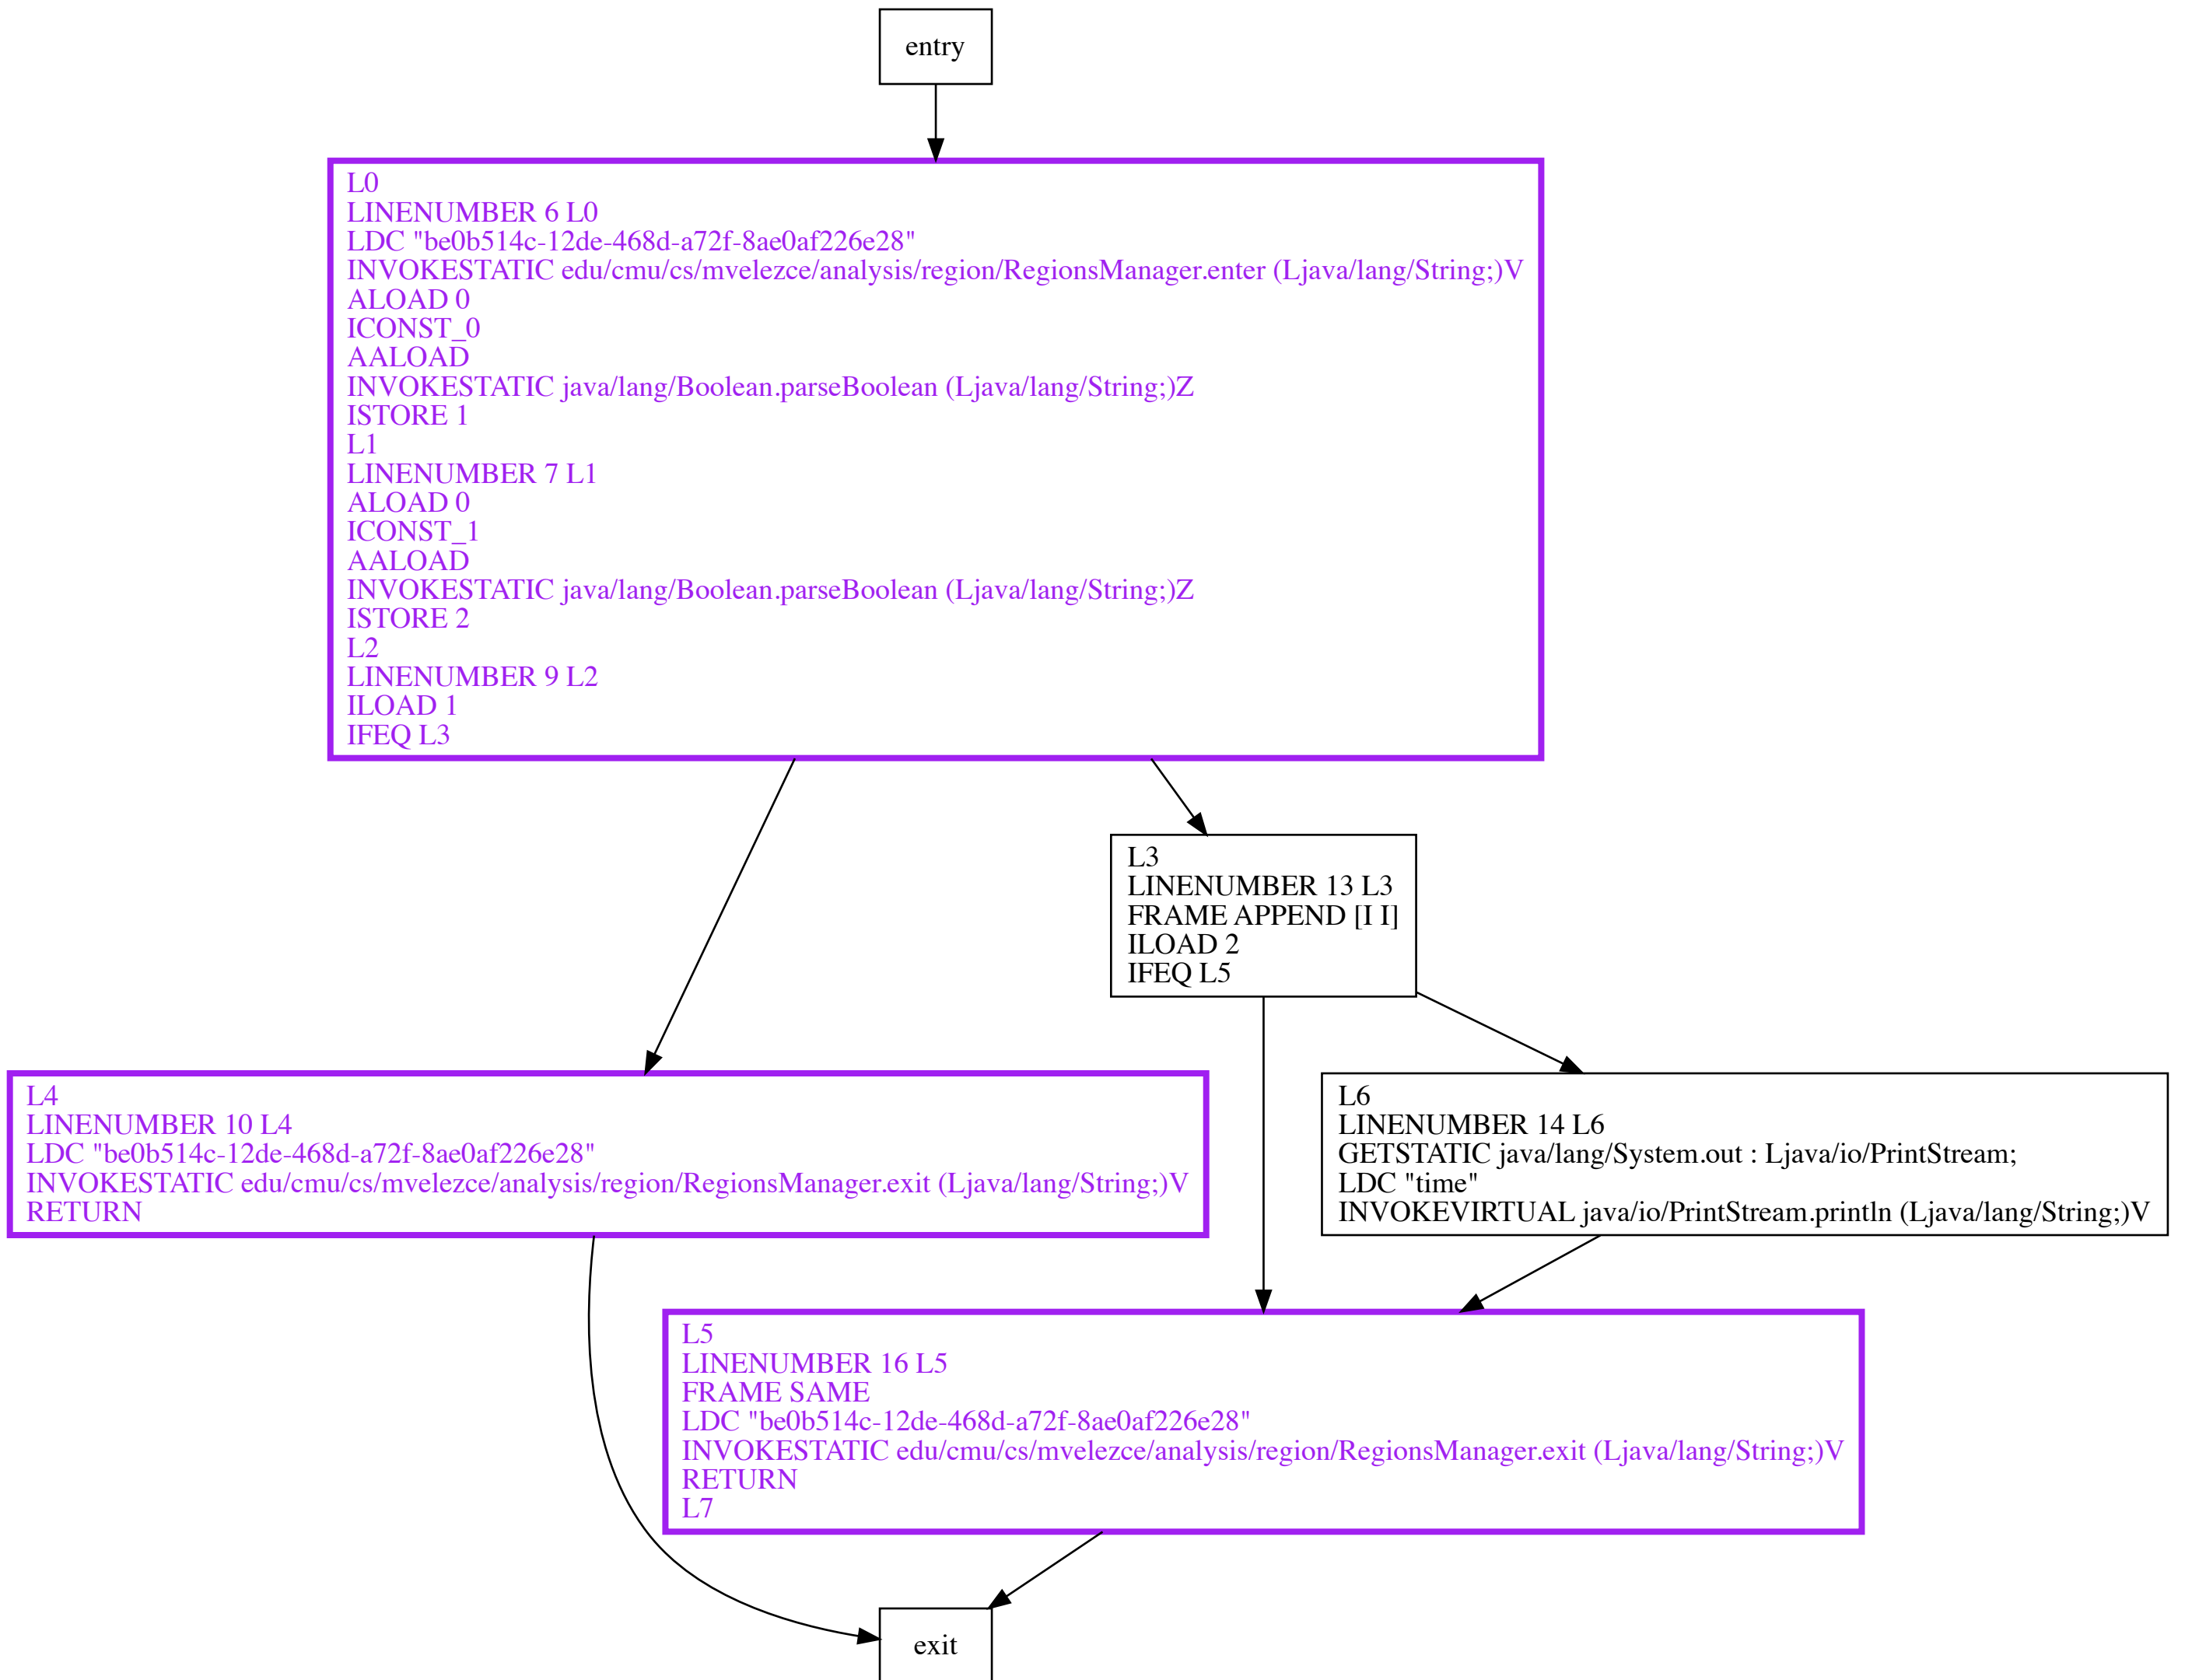 entry
L0
LINENUMBER 6 L0
LDC "be0b514c-12de-468d-a72f-8ae0af226e28"
INVOKESTATIC edu/cmu/cs/mvelezce/analysis/region/RegionsManager.enter (Ljava/lang/String;)V
ALOAD 0
ICONST_0
AALOAD
INVOKESTATIC java/lang/Boolean.parseBoolean (Ljava/lang/String;)Z
ISTORE 1
L1
LINENUMBER 7 L1
ALOAD 0
ICONST_1
AALOAD
INVOKESTATIC java/lang/Boolean.parseBoolean (Ljava/lang/String;)Z
ISTORE 2
L2
LINENUMBER 9 L2
ILOAD 1
IFEQ L3
L3
LINENUMBER 13 L3
FRAME APPEND [I I]
ILOAD 2
IFEQ L5
L4
LINENUMBER 10 L4
LDC "be0b514c-12de-468d-a72f-8ae0af226e28"
INVOKESTATIC edu/cmu/cs/mvelezce/analysis/region/RegionsManager.exit (Ljava/lang/String;)V
RETURN
L6
LINENUMBER 14 L6
GETSTATIC java/lang/System.out : Ljava/io/PrintStream;
LDC "time"
INVOKEVIRTUAL java/io/PrintStream.println (Ljava/lang/String;)V
L5
LINENUMBER 16 L5
FRAME SAME
LDC "be0b514c-12de-468d-a72f-8ae0af226e28"
INVOKESTATIC edu/cmu/cs/mvelezce/analysis/region/RegionsManager.exit (Ljava/lang/String;)V
RETURN
L7
exit